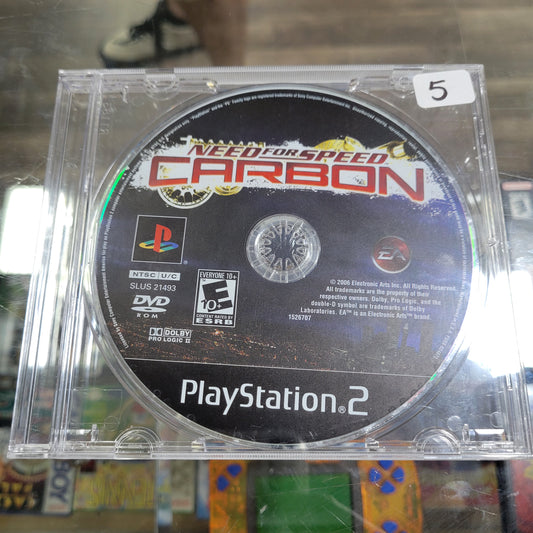 5
NEED FOR SPEED
CARBON
NTSC U/C
SLUS 21493
DVD
ROM
DOLBY
PRO LOGIC II
EVERYONE 10+
E
10+
CONTENT RATED BY
ESRB
EA
© 2006 Electronic Arts Inc. All Rights Reserved.
All trademarks are the property of their
respective owners. Dolby, Pro Logic, and the
double-D symbol are trademarks of Dolby
Laboratories. EA™ is an Electronic Arts™ brand.
1526707
PlayStation®2
BOY